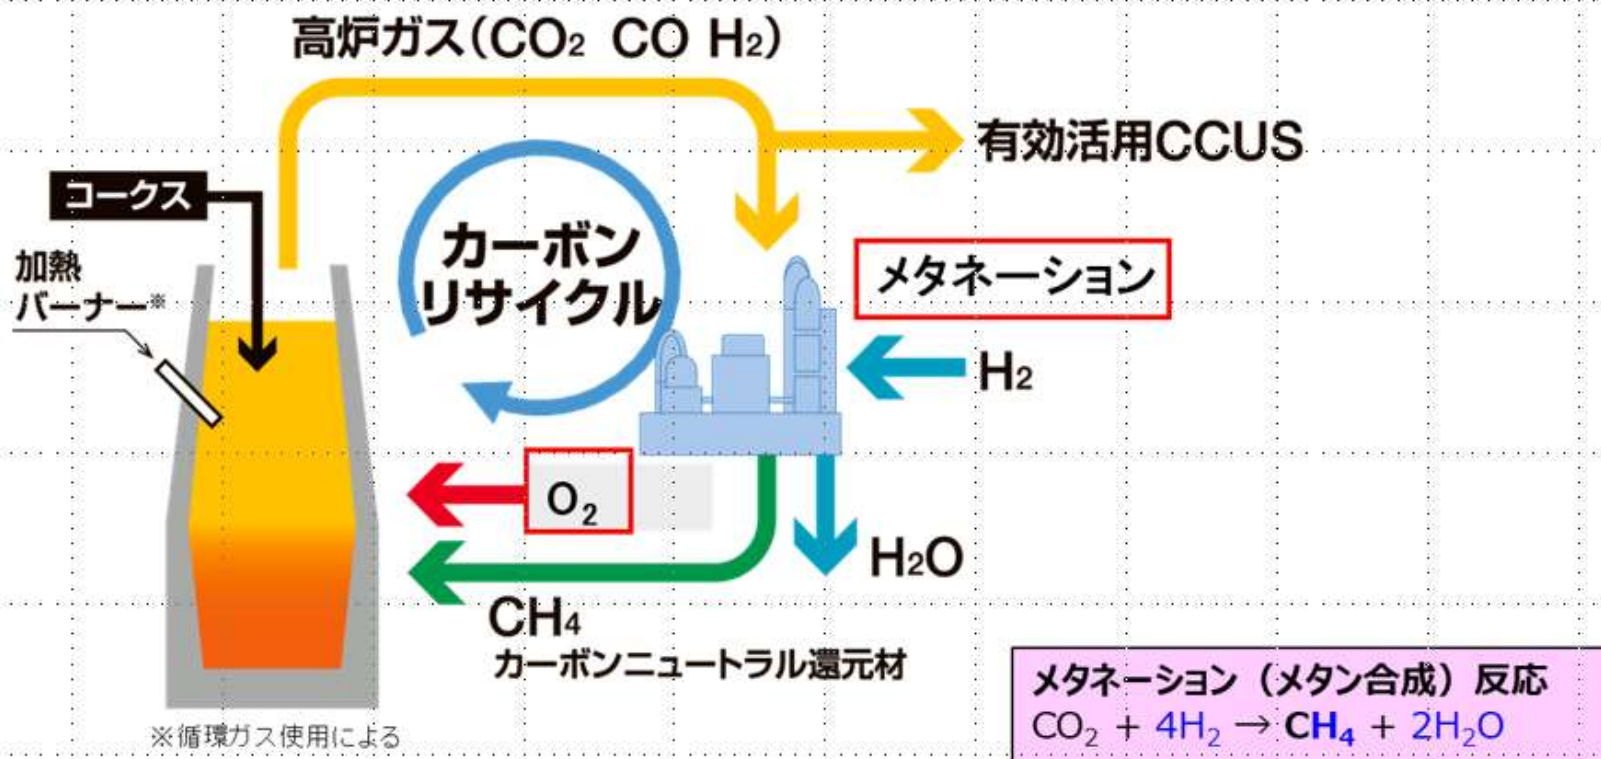 高炉ガス(CO₂ CO H₂)
有効活用CCUS
コークス
カーボン
リサイクル
加熱
バーナー※
メタネーション
H₂
O₂
H₂O
CH₄
カーボンニュートラル還元材
※循環ガス使用による
メタネーション（メタン合成）反応
CO₂ + 4H₂ → CH₄ + 2H₂O